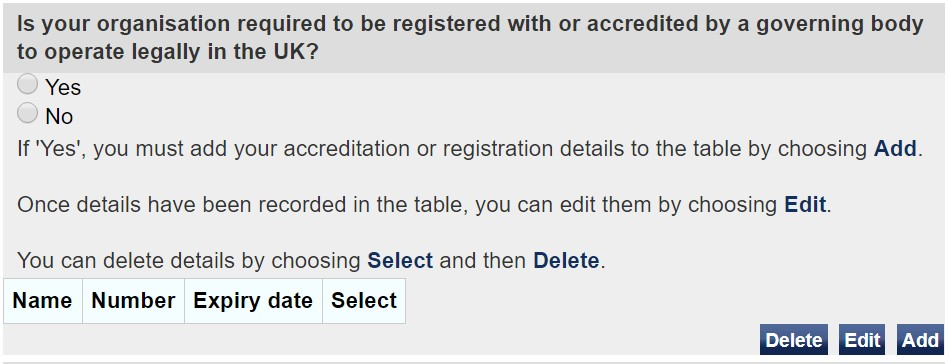 Is your organisation required to be registered with or accredited by a governing body
to operate legally in the UK?
Yes
No
If 'Yes', you must add your accreditation or registration details to the table by choosing Add.
Once details have been recorded in the table, you can edit them by choosing Edit.
You can delete details by choosing Select and then Delete.
Name Number Expiry date Select
Delete Edit Add